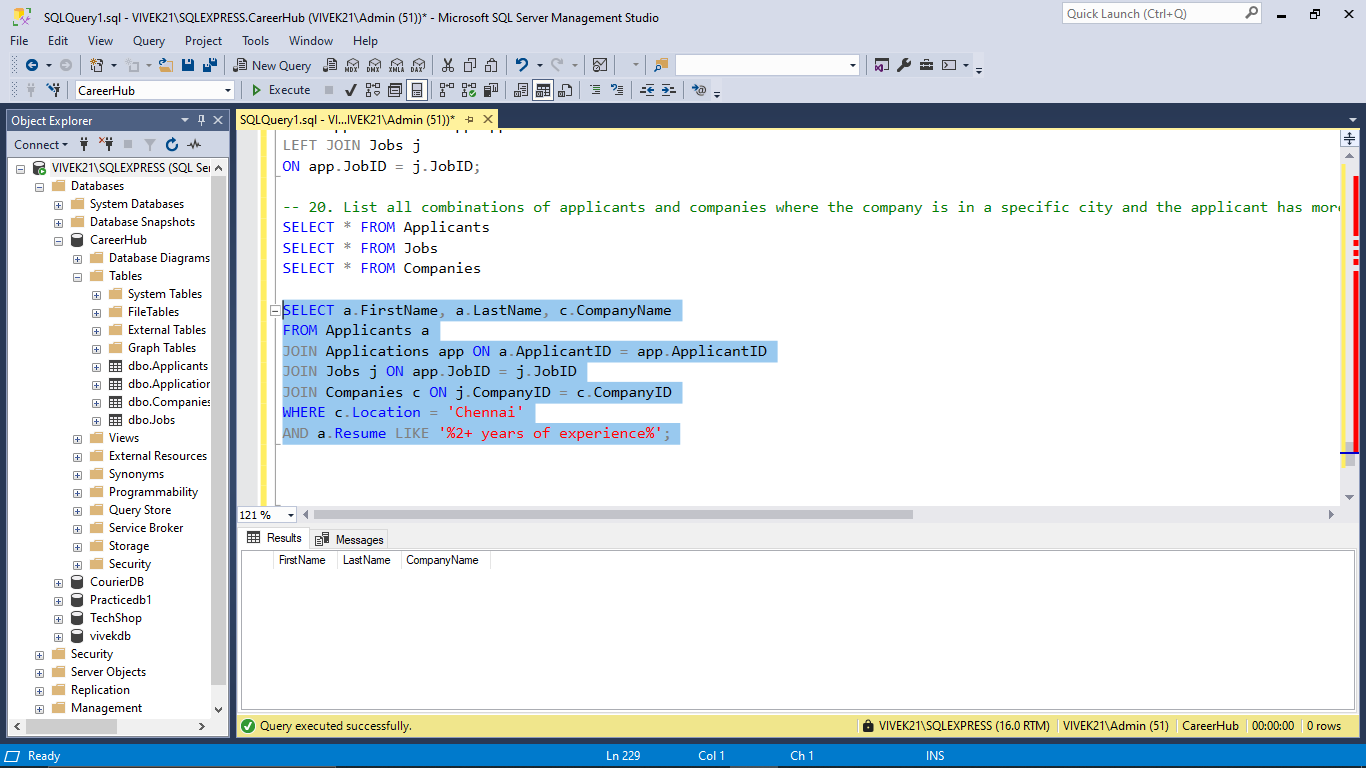 SQLQuery1.sql - VIVEK21\SQLEXPRESS.CareerHub (VIVEK21\Admin (51))* - Microsoft SQL Server Management Studio
Quick Launch (Ctrl+Q)
File Edit View Query Project Tools Window Help
New Query MDX DMX XMLA DAX
CareerHub Execute
Object Explorer
SQLQuery1.sql - VI...IVEK21\Admin (51))*
Connect
VIVEK21\SQLEXPRESS (SQL Ser
Databases
System Databases
Database Snapshots
CareerHub
Database Diagrams
Tables
System Tables
FileTables
External Tables
Graph Tables
dbo.Applicants
dbo.Application
dbo.Companies
dbo.Jobs
Views
External Resources
Synonyms
Programmability
Query Store
Service Broker
Storage
Security
CourierDB
Practicedb1
TechShop
vivekdb
Security
Server Objects
Replication
Management
LEFT JOIN Jobs j
ON app.JobID = j.JobID;
-- 20. List all combinations of applicants and companies where the company is in a specific city and the applicant has more
SELECT * FROM Applicants
SELECT * FROM Jobs
SELECT * FROM Companies
SELECT a.FirstName, a.LastName, c.CompanyName
FROM Applicants a
JOIN Applications app ON a.ApplicantID = app.ApplicantID
JOIN Jobs j ON app.JobID = j.JobID
JOIN Companies c ON j.CompanyID = c.CompanyID
WHERE c.Location = 'Chennai'
AND a.Resume LIKE '%2+ years of experience%';
121 %
Results Messages
FirstName LastName CompanyName
Query executed successfully. VIVEK21\SQLEXPRESS (16.0 RTM) VIVEK21\Admin (51) CareerHub 00:00:00 0 rows
Ready Ln 229 Col 1 Ch 1 INS